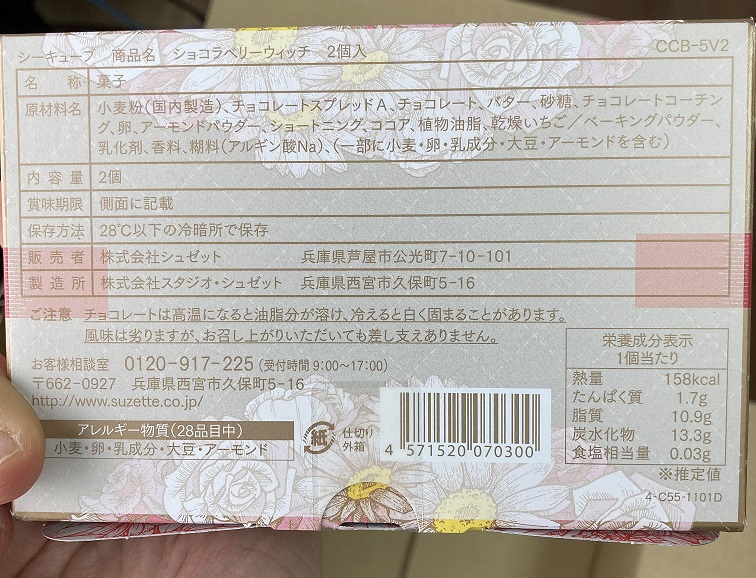 シーキューブ 商品名 ショコラベリーウィッチ 2個入
CCB-5V2
名称 菓子
原材料名 小麦粉(国内製造)、チョコレートスプレッドA、チョコレート、バター、砂糖、チョコレートコーチン
グ、卵、アーモンドパウダー、ショートニング、ココア、植物油脂、乾燥いちご/ベーキングパウダー、
乳化剤、香料、糊料(アルギン酸Na)、(一部に小麦・卵・乳成分・大豆・アーモンドを含む)
内容量 2個
賞味期限 側面に記載
保存方法 28℃以下の冷暗所で保存
販売者 株式会社シュゼット 兵庫県芦屋市公光町7-10-101
製造所 株式会社スタジオ・シュゼット 兵庫県西宮市久保町5-16
ご注意 チョコレートは高温になると油脂分が溶け、冷えると白く固まることがあります。
風味は劣りますが、お召し上がりいただいても差し支えありません。
お客様相談室 0120-917-225(受付時間 9:00〜17:00)
〒662-0927 兵庫県西宮市久保町5-16
http://www.suzette.co.jp/
アレルギー物質(28品目中)
小麦・卵・乳成分・大豆・アーモンド
紙
仕切り
外箱
4 571520 070300
栄養成分表示
1個当たり
熱量 158kcal
たんぱく質 1.7g
脂質 10.9g
炭水化物 13.3g
食塩相当量 0.03g
※推定値
4-C55-1101D